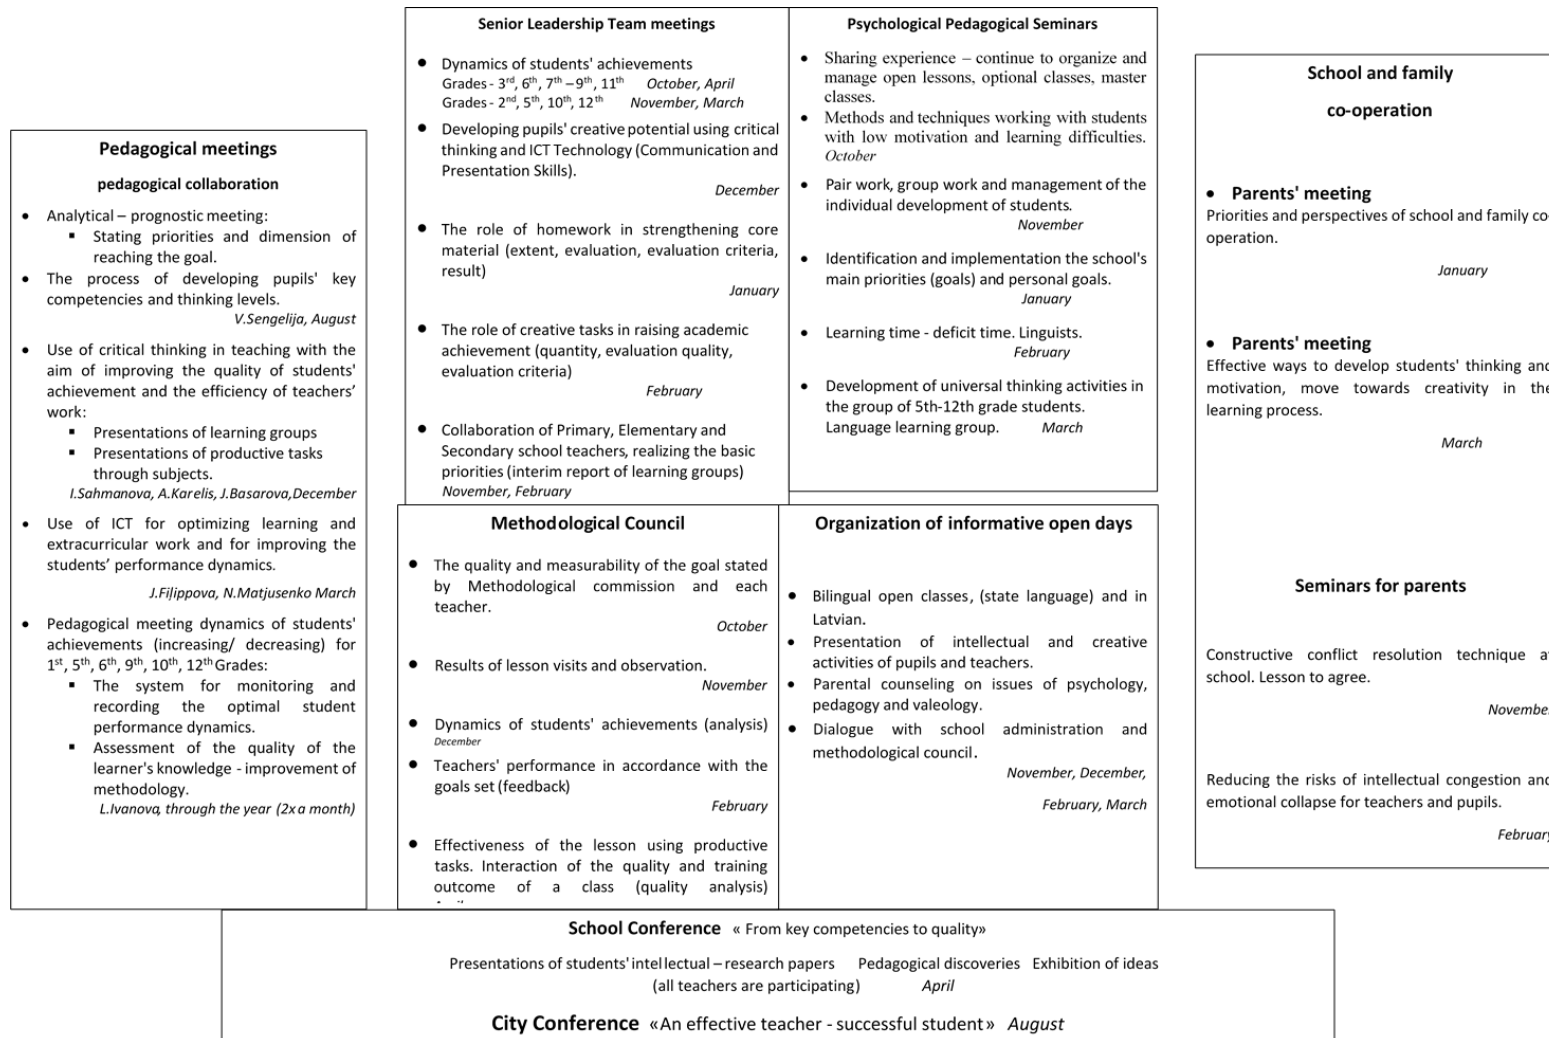 Pedagogical meetings
pedagogical collaboration
• Analytical – prognostic meeting:
▪ Stating priorities and dimension of
reaching the goal.
• The process of developing pupils' key
competencies and thinking levels.
V.Sengelija, August
• Use of critical thinking in teaching with the
aim of improving the quality of students'
achievement and the efficiency of teachers’
work:
▪ Presentations of learning groups
▪ Presentations of productive tasks
through subjects.
I.Sahmanova, A.Karelis, J.Basarova,December
• Use of ICT for optimizing learning and
extracurricular work and for improving the
students’ performance dynamics.
J.Fiļippova, N.Matjusenko March
• Pedagogical meeting dynamics of students'
achievements (increasing/ decreasing) for
1st, 5th, 6th, 9th, 10th, 12th Grades:
▪ The system for monitoring and
recording the optimal student
performance dynamics.
▪ Assessment of the quality of the
learner's knowledge - improvement of
methodology.
L.Ivanova, through the year (2x a month)
Senior Leadership Team meetings
• Dynamics of students' achievements
Grades - 3rd, 6th, 7th – 9th, 11th October, April
Grades - 2nd, 5th, 10th, 12th November, March
• Developing pupils' creative potential using critical
thinking and ICT Technology (Communication and
Presentation Skills).
December
• The role of homework in strengthening core
material (extent, evaluation, evaluation criteria,
result)
January
• The role of creative tasks in raising academic
achievement (quantity, evaluation quality,
evaluation criteria)
February
• Collaboration of Primary, Elementary and
Secondary school teachers, realizing the basic
priorities (interim report of learning groups)
November, February
Psychological Pedagogical Seminars
• Sharing experience – continue to organize and
manage open lessons, optional classes, master
classes.
• Methods and techniques working with students
with low motivation and learning difficulties.
October
• Pair work, group work and management of the
individual development of students.
November
• Identification and implementation the school's
main priorities (goals) and personal goals.
January
• Learning time - deficit time. Linguists.
February
• Development of universal thinking activities in
the group of 5th-12th grade students.
Language learning group. March
Methodological Council
• The quality and measurability of the goal stated
by Methodological commission and each
teacher.
October
• Results of lesson visits and observation.
November
• Dynamics of students' achievements (analysis)
December
• Teachers' performance in accordance with the
goals set (feedback)
February
• Effectiveness of the lesson using productive
tasks. Interaction of the quality and training
outcome of a class (quality analysis)
Organization of informative open days
• Bilingual open classes, (state language) and in
Latvian.
• Presentation of intellectual and creative
activities of pupils and teachers.
• Parental counseling on issues of psychology,
pedagogy and valeology.
• Dialogue with school administration and
methodological council.
November, December,
February, March
School and family
co-operation
• Parents' meeting
Priorities and perspectives of school and family co-
operation.
January
• Parents' meeting
Effective ways to develop students' thinking and
motivation, move towards creativity in the
learning process.
March
Seminars for parents
Constructive conflict resolution technique at
school. Lesson to agree.
November
Reducing the risks of intellectual congestion and
emotional collapse for teachers and pupils.
February
School Conference « From key competencies to quality»
Presentations of students' intellectual – research papers Pedagogical discoveries Exhibition of ideas
(all teachers are participating) April
City Conference «An effective teacher - successful student» August